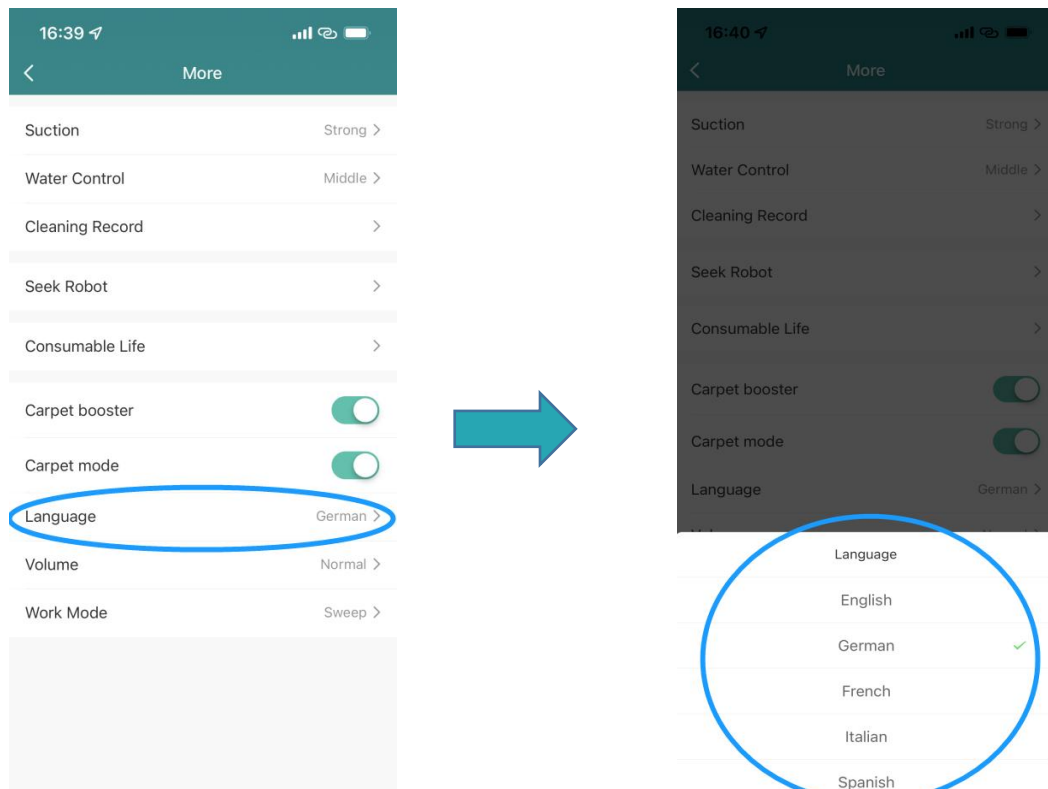 16:39
More
Suction Strong
Water Control Middle
Cleaning Record
Seek Robot
Consumable Life
Carpet booster
Carpet mode
Language German
Volume Normal
Work Mode Sweep
16:40
More
Suction Strong
Water Control Middle
Cleaning Record
Seek Robot
Consumable Life
Carpet booster
Carpet mode
Language German
Language
English
German
French
Italian
Spanish